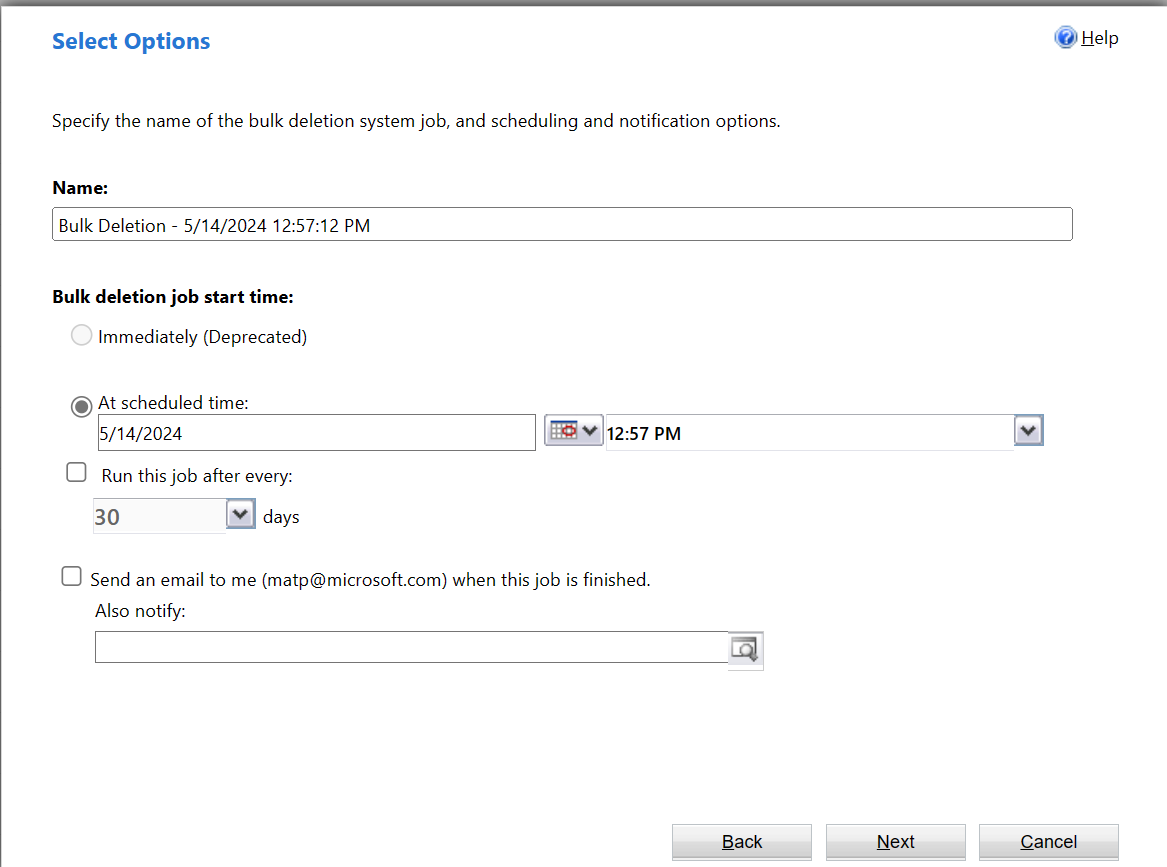 Select Options
Help
Specify the name of the bulk deletion system job, and scheduling and notification options.
Name:
Bulk Deletion - 5/14/2024 12:57:12 PM
Bulk deletion job start time:
Immediately (Deprecated)
At scheduled time:
5/14/2024
12:57 PM
Run this job after every:
30
days
Send an email to me (matp@microsoft.com) when this job is finished.
Also notify:
Back
Next
Cancel